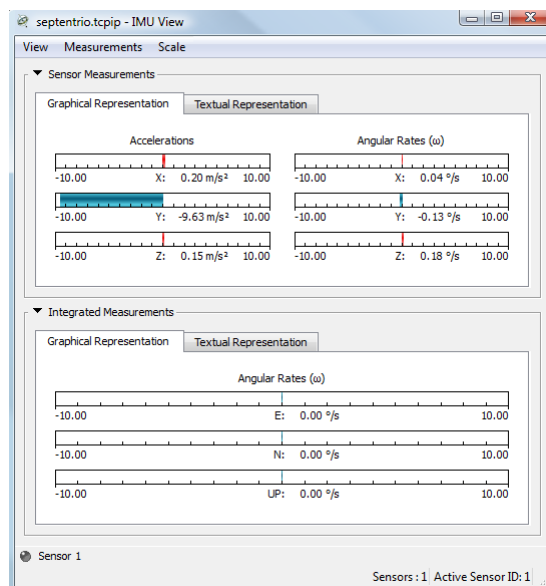 septentrio.tcpip - IMU View
View Measurements Scale
Sensor Measurements
Graphical Representation Textual Representation
Accelerations Angular Rates (ω)
-10.00 X: 0.20 m/s² 10.00 -10.00 X: 0.04 °/s 10.00
-10.00 Y: -9.63 m/s² 10.00 -10.00 Y: -0.13 °/s 10.00
-10.00 Z: 0.15 m/s² 10.00 -10.00 Z: 0.18 °/s 10.00
Integrated Measurements
Graphical Representation Textual Representation
Angular Rates (ω)
-10.00 E: 0.00 °/s 10.00
-10.00 N: 0.00 °/s 10.00
-10.00 UP: 0.00 °/s 10.00
Sensor 1
Sensors : 1 Active Sensor ID: 1